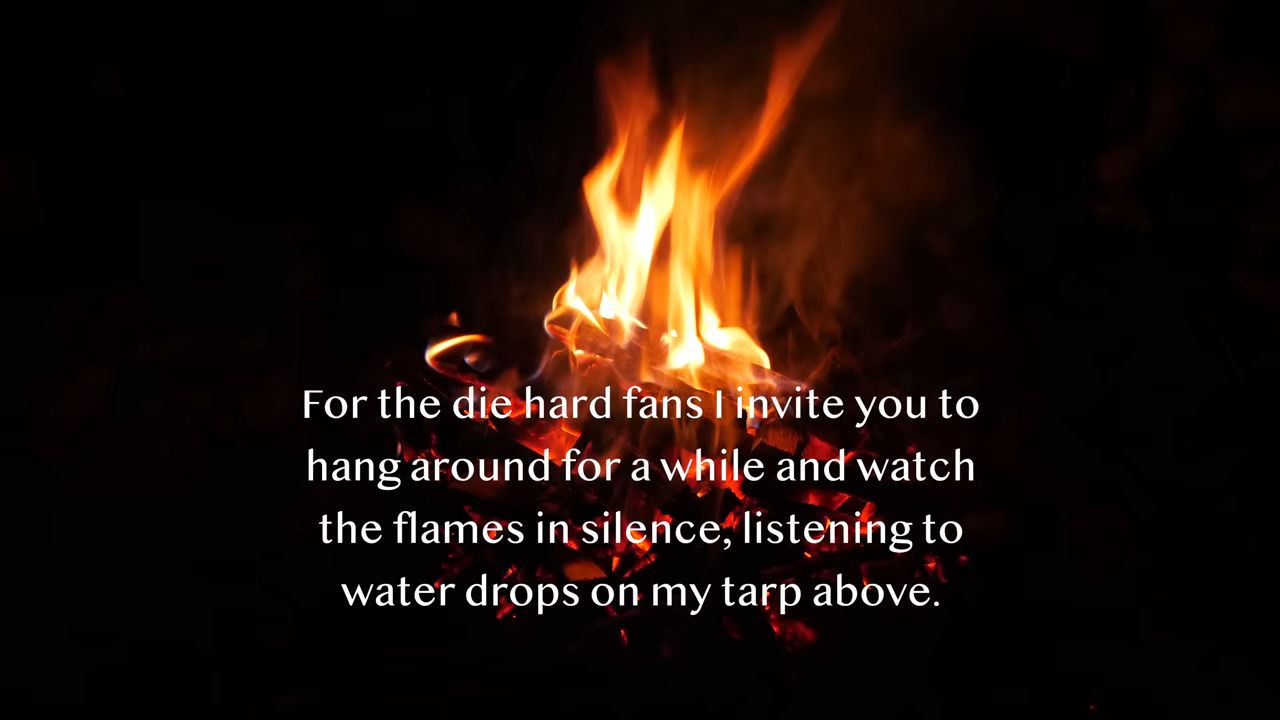 For the die hard fans I invite you to
hang around for a while and watch
the flames in silence, listening to
water drops on my tarp above.